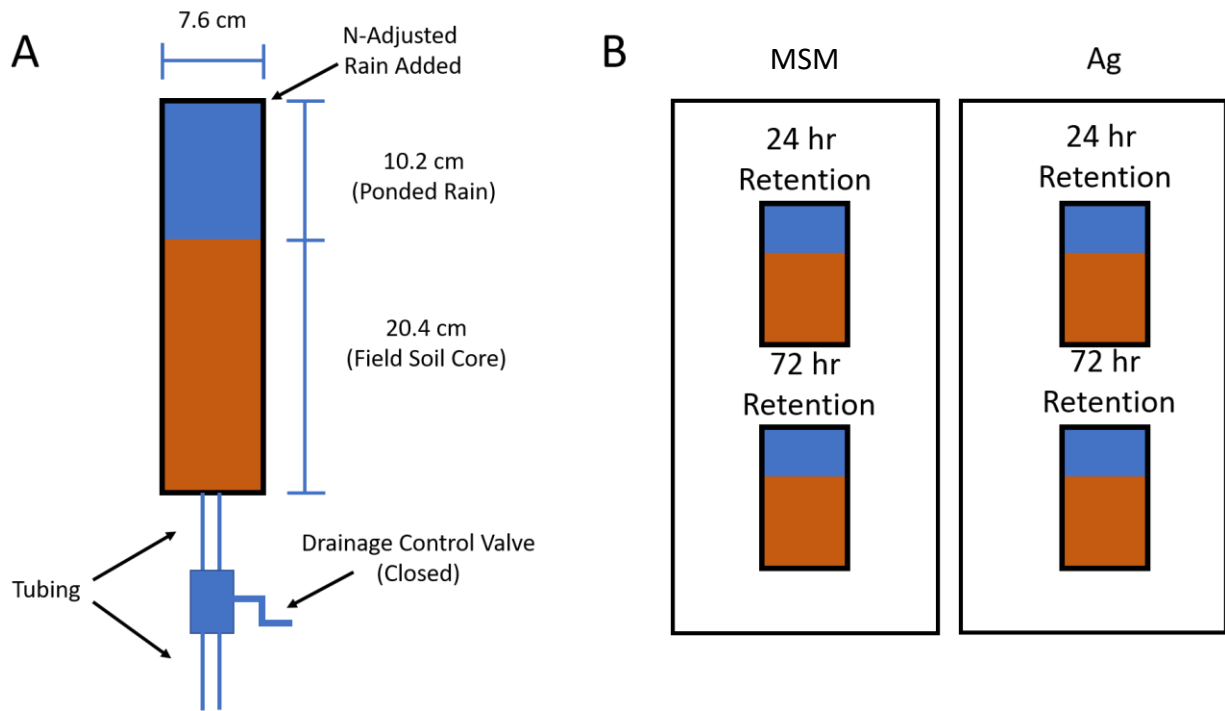 A
7.6 cm
N-Adjusted
Rain Added
10.2 cm
(Ponded Rain)
20.4 cm
(Field Soil Core)
Drainage Control Valve
(Closed)
Tubing
B
MSM
24 hr
Retention
72 hr
Retention
Ag
24 hr
Retention
72 hr
Retention